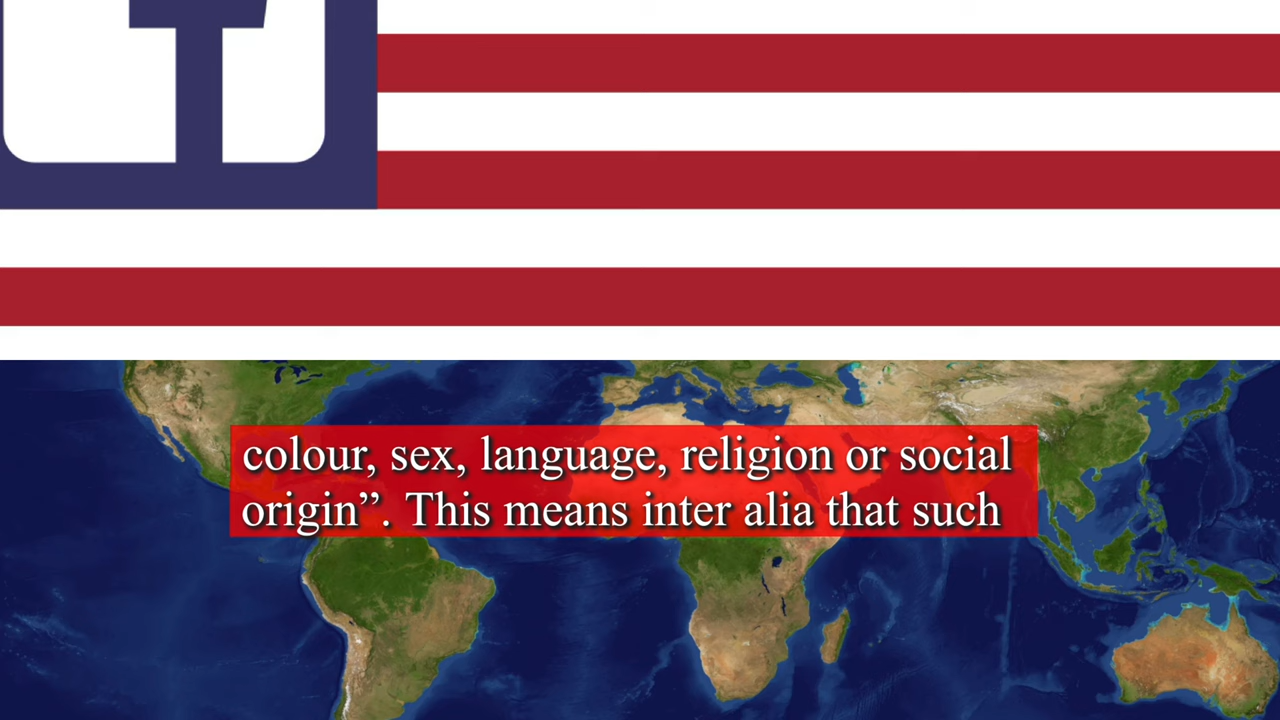 colour, sex, language, religion or social
origin”. This means inter alia that such